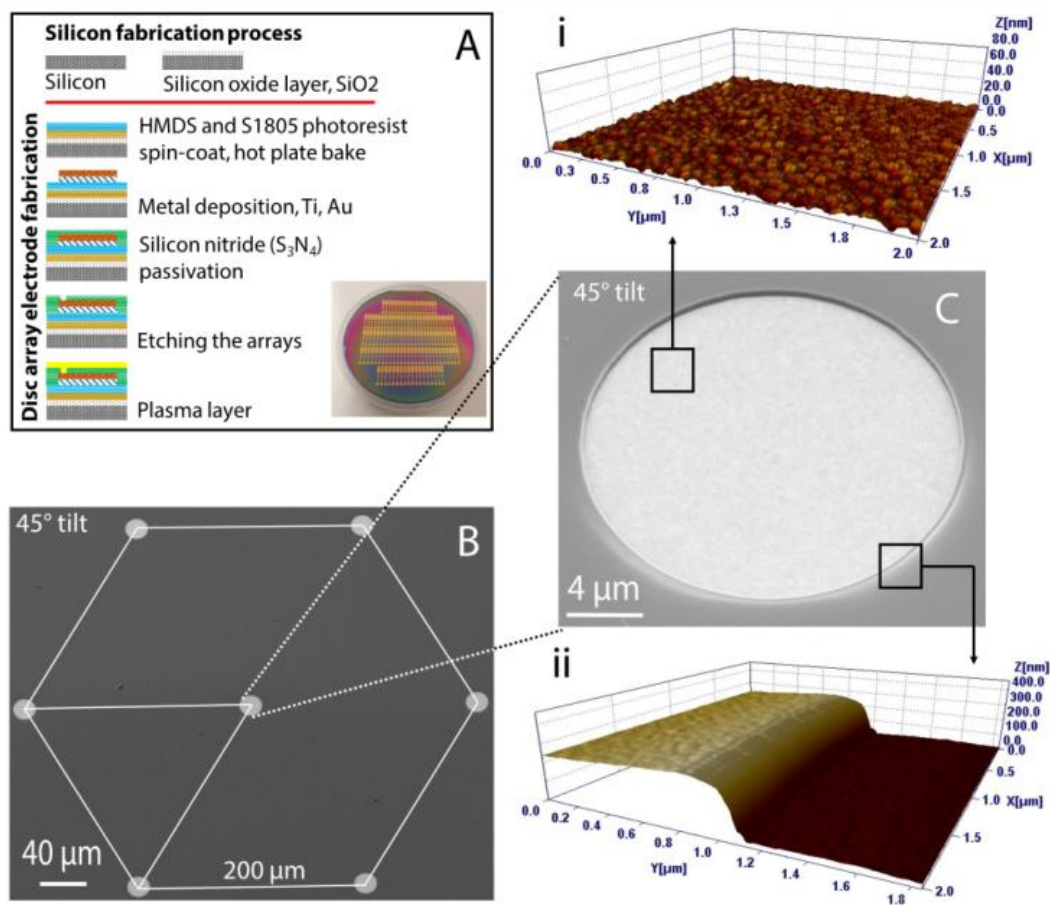 Silicon fabrication process
A
Silicon
Silicon oxide layer, SiO2
Disc array electrode fabrication
HMDS and S1805 photoresist
spin-coat, hot plate bake
Metal deposition, Ti, Au
Silicon nitride (S₃N₄)
passivation
Etching the arrays
Plasma layer
i
Z[nm]
80.0
60.0
40.0
20.0
0.0
0.5
1.0
X[µm]
1.5
2.0
0.0
0.3
0.5
0.8
1.0
Y[µm]
1.3
1.5
1.8
2.0
45° tilt
C
4 µm
45° tilt
B
40 µm
200 µm
ii
Z[nm]
400.0
300.0
200.0
100.0
0.0
0.5
1.0
X[µm]
1.5
2.0
0.0
0.2
0.4
0.6
0.8
Y[µm]
1.0
1.2
1.4
1.6
1.8